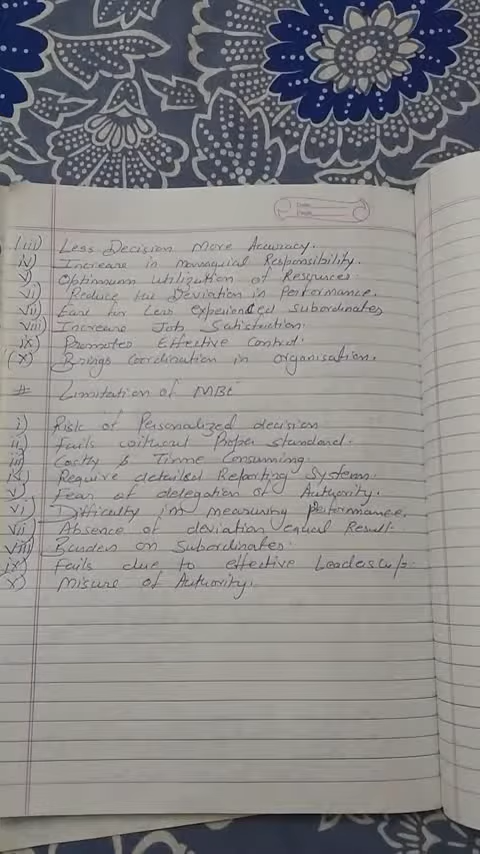 iii) Less Decision More Accuracy.
iv) Increase in managerial Responsibility.
v) Optimum Utilization of Resources
vi) Reduce the Deviation in Performance.
vii) Easy for Less experienced subordinates
viii) Increase Job Satisfaction.
ix) Promotes Effective Control.
(x) Brings Coordination in organisation.
# Limitation of MBE
i) Risk of Personalized decision
ii) Fails without Proper standard.
iii) Costly & Time Consuming.
iv) Require detailed Reporting System.
v) Fear of delegation of Authority.
vi) Difficulty in measuring performance.
vii) Absence of deviation equal Result.
viii) Burden on Subordinates.
ix) Fails due to effective
x) Misuse of Authority.